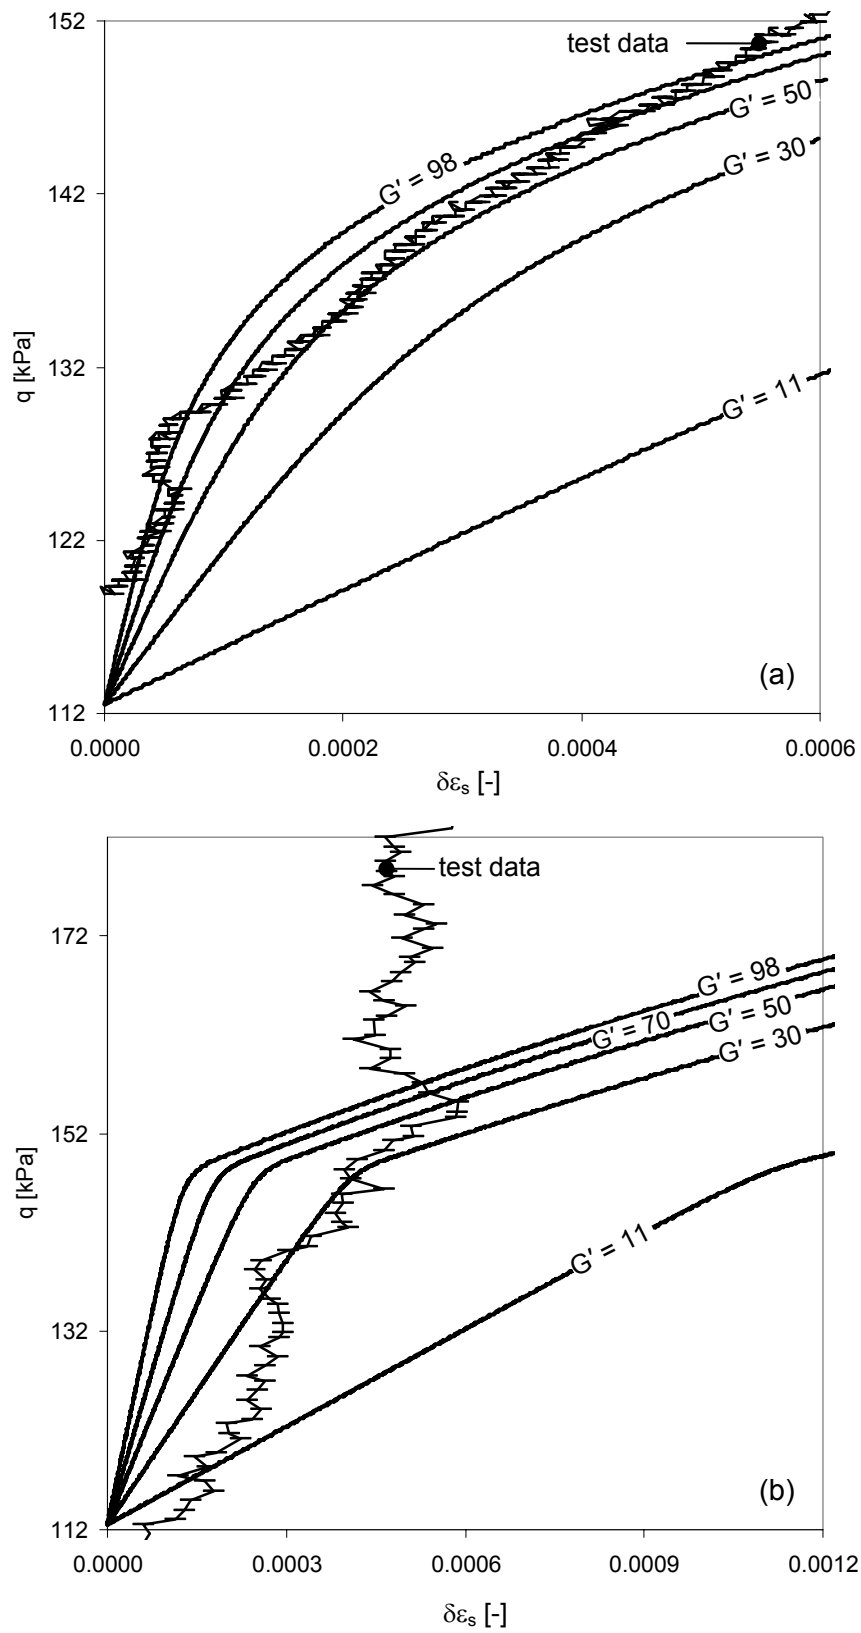 152
test data
G' = 50
G' = 98
G' = 30
142
q [kPa]
132
G' = 11
122
(a)
112
0.0000
0.0002
0.0004
0.0006
δεs [-]
test data
172
G' = 98
G' = 70
G' = 50
G' = 30
152
q [kPa]
G' = 11
132
(b)
112
0.0000
0.0003
0.0006
0.0009
0.0012
δεs [-]